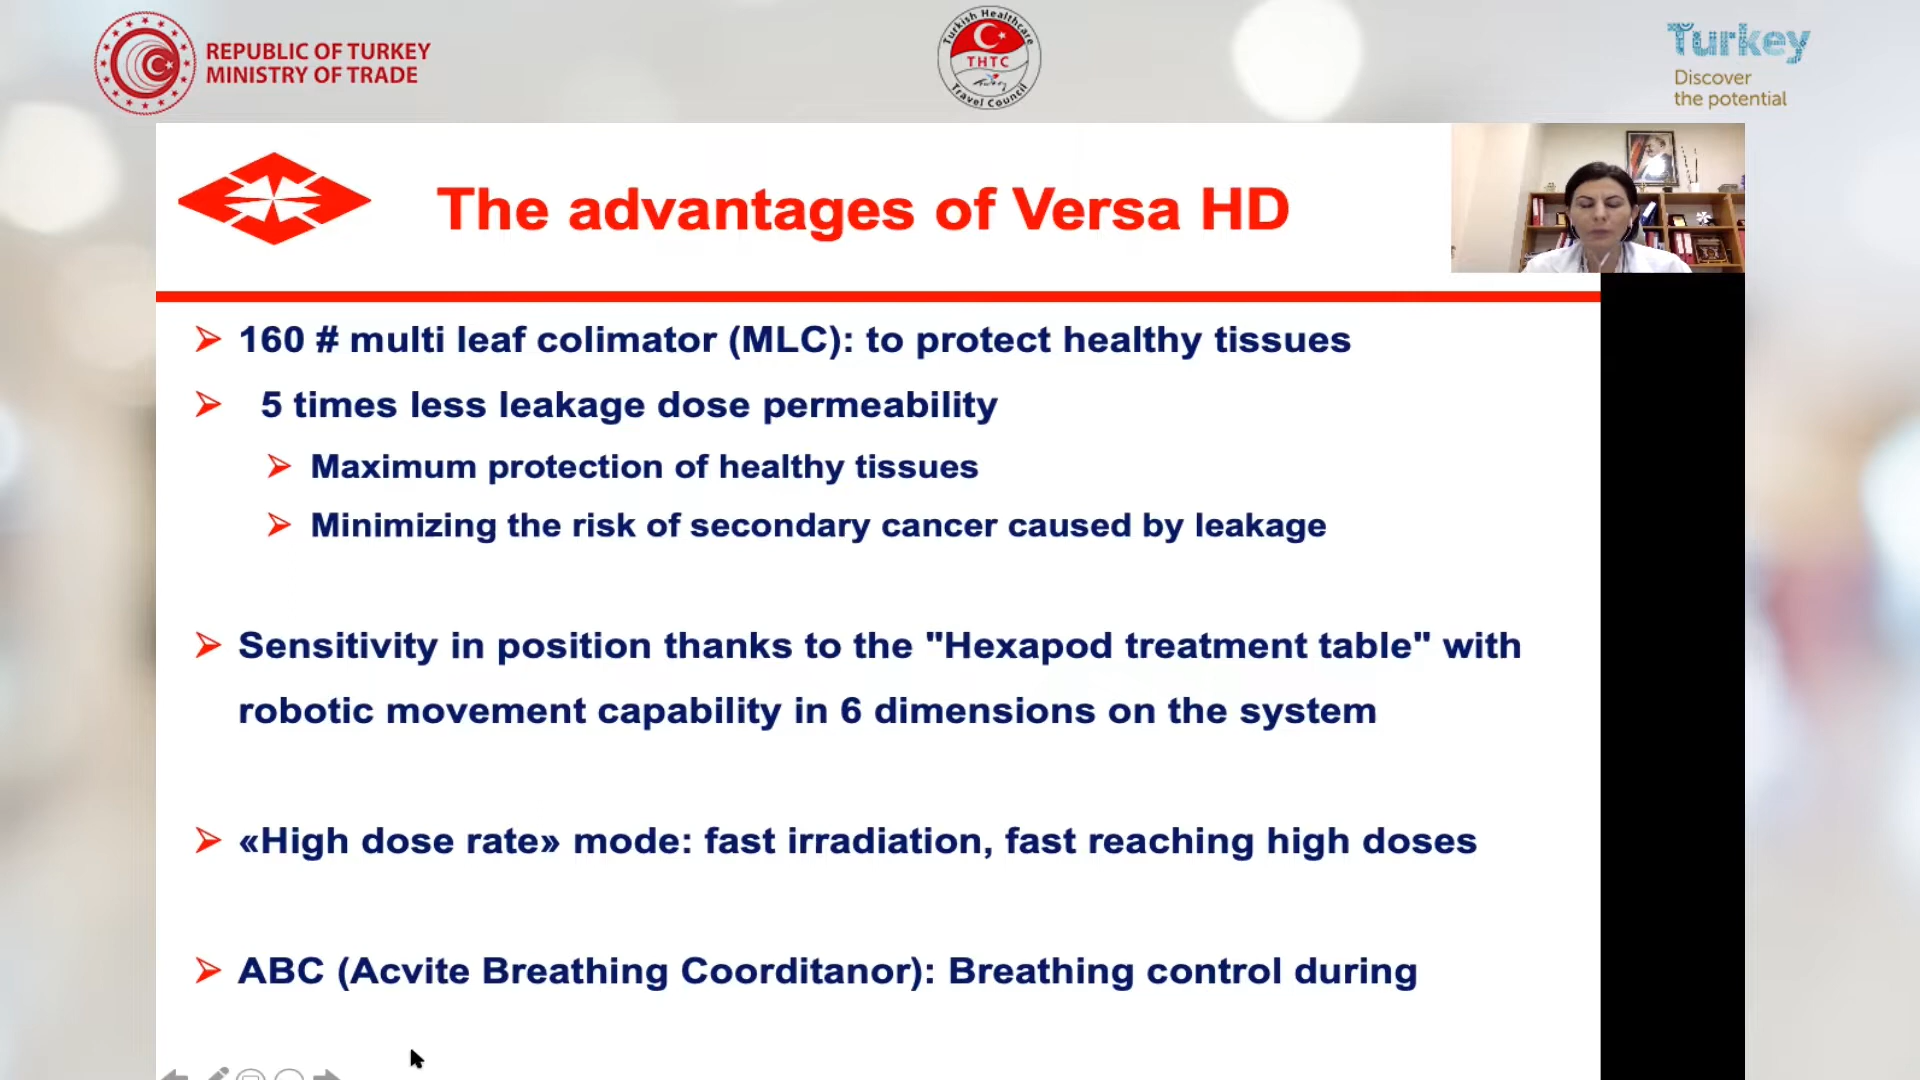 REPUBLIC OF TURKEY
MINISTRY OF TRADE
Turkish Healthcare
THTC
Travel Council
Turkey
Discover
the potential
The advantages of Versa HD
160 # multi leaf colimator (MLC): to protect healthy tissues
5 times less leakage dose permeability
Maximum protection of healthy tissues
Minimizing the risk of secondary cancer caused by leakage
Sensitivity in position thanks to the "Hexapod treatment table" with
robotic movement capability in 6 dimensions on the system
«High dose rate» mode: fast irradiation, fast reaching high doses
ABC (Acvite Breathing Coorditanor): Breathing control during